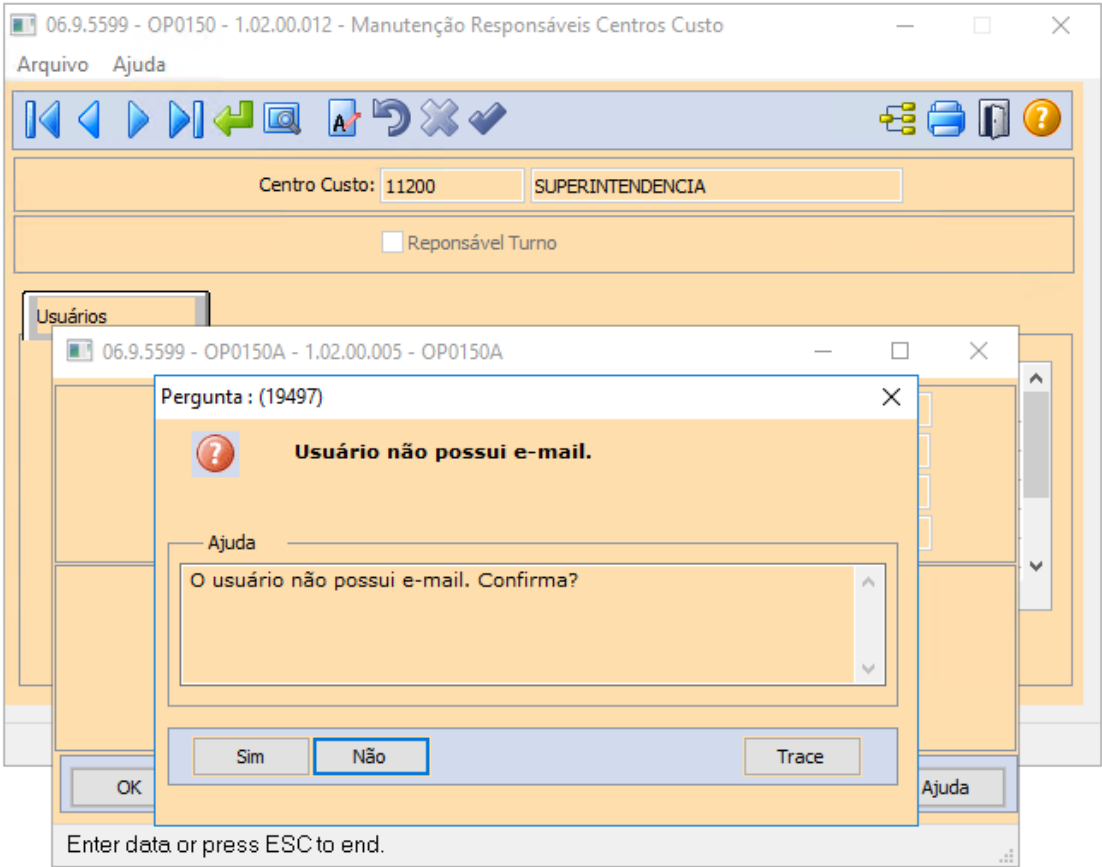 06.9.5599 - OP0150 - 1.02.00.012 - Manutenção Responsáveis Centros Custo
Arquivo Ajuda
Centro Custo: 11200 SUPERINTENDENCIA
Reponsável Turno
Usuários
06.9.5599 - OP0150A - 1.02.00.005 - OP0150A
Pergunta : (19497)
Usuário não possui e-mail.
Ajuda
O usuário não possui e-mail. Confirma?
Sim Não Trace
OK Ajuda
Enter data or press ESC to end.